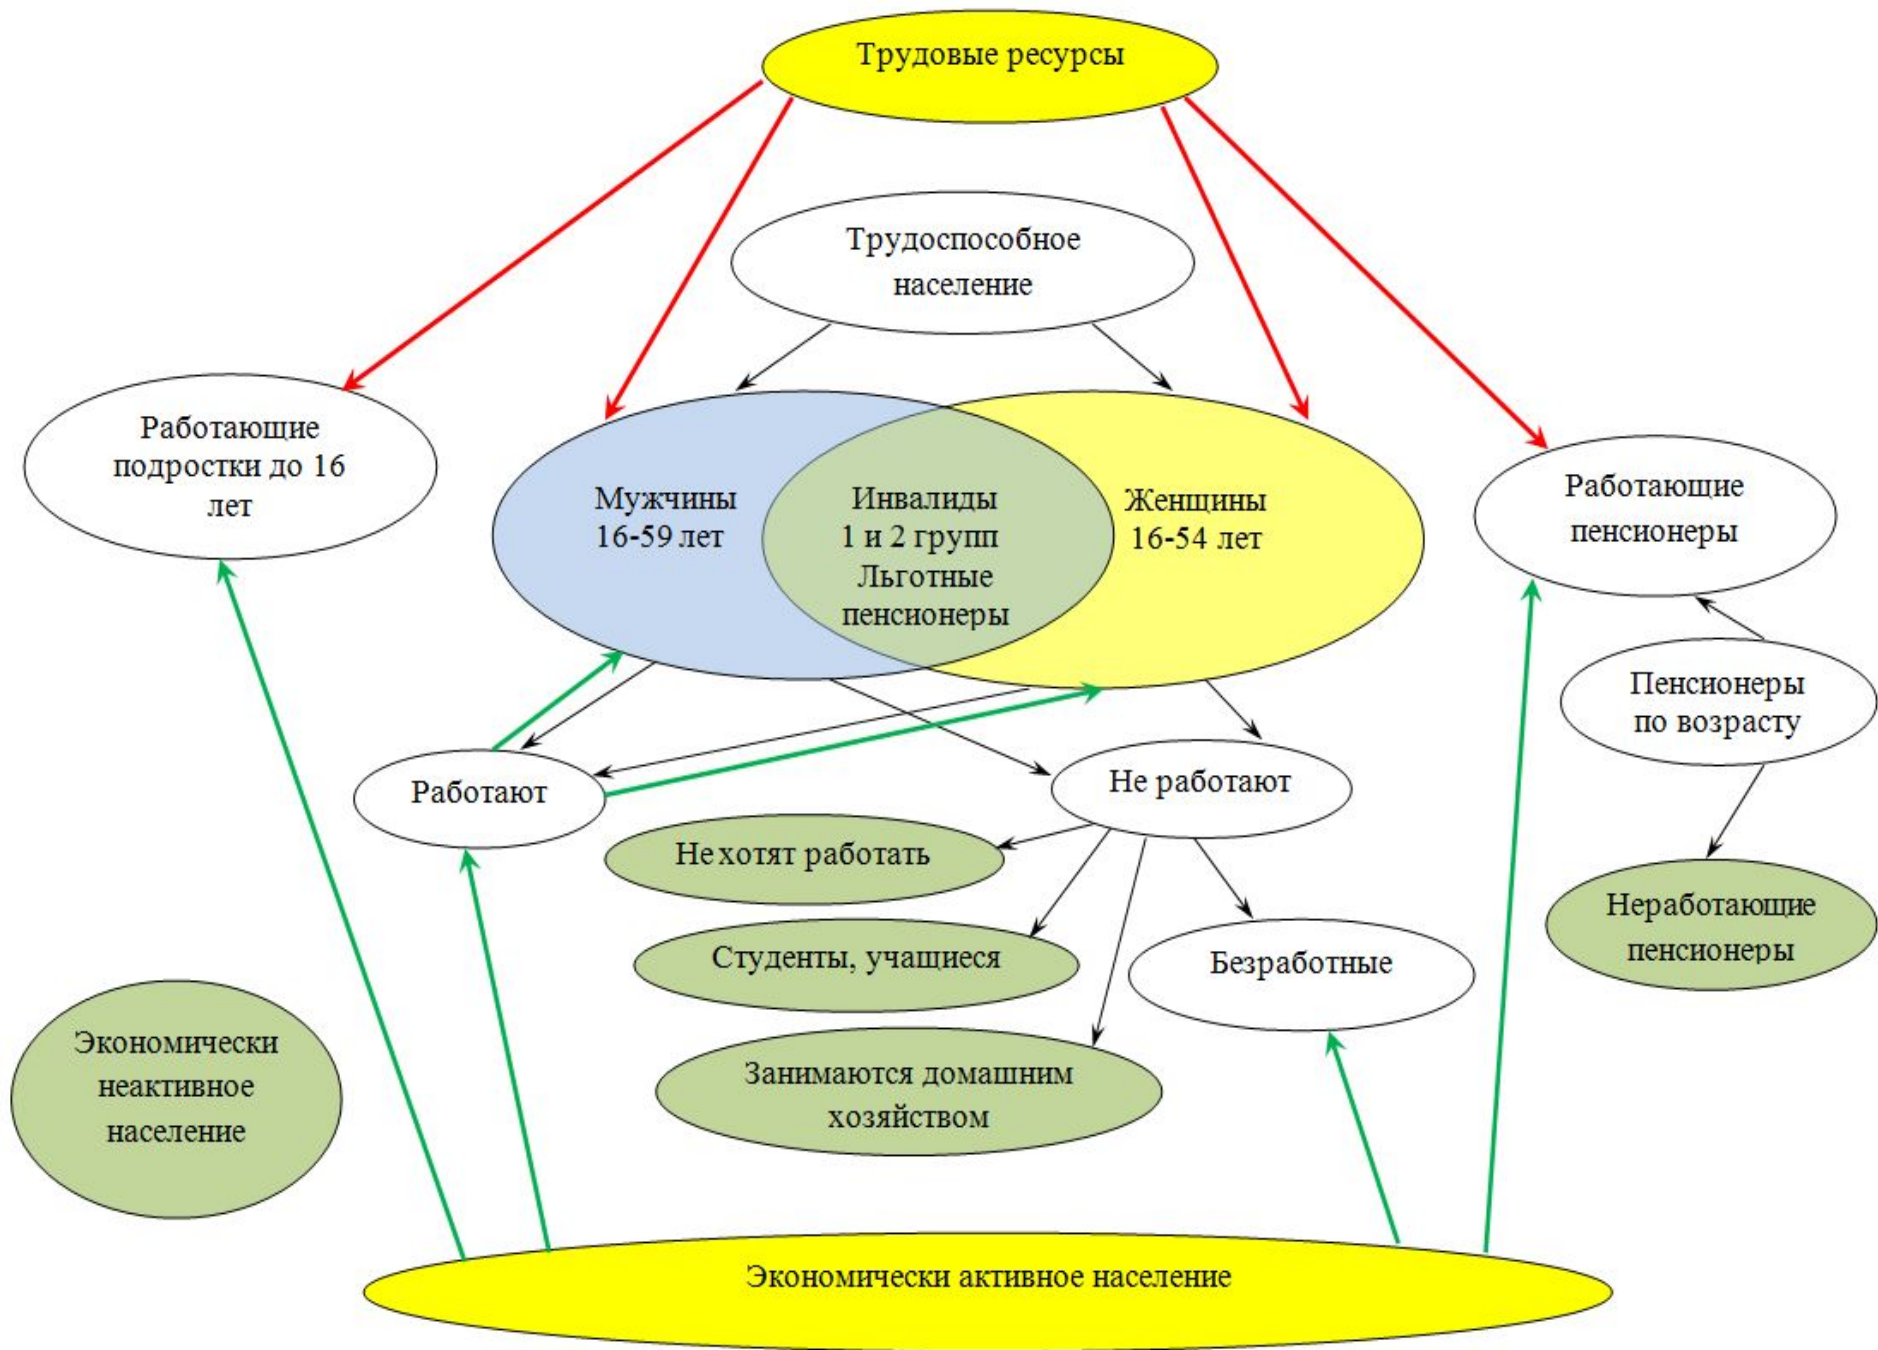 Трудовые ресурсы
Трудоспособное
население
Работающие
подростки до 16
лет
Мужчины
16-59 лет
Инвалиды
1 и 2 групп
Льготные
пенсионеры
Женщины
16-54 лет
Работающие
пенсионеры
Пенсионеры
по возрасту
Работают
Не работают
Не хотят работать
Студенты, учащиеся
Безработные
Неработающие
пенсионеры
Экономически
неактивное
население
Занимаются домашним
хозяйством
Экономически активное население